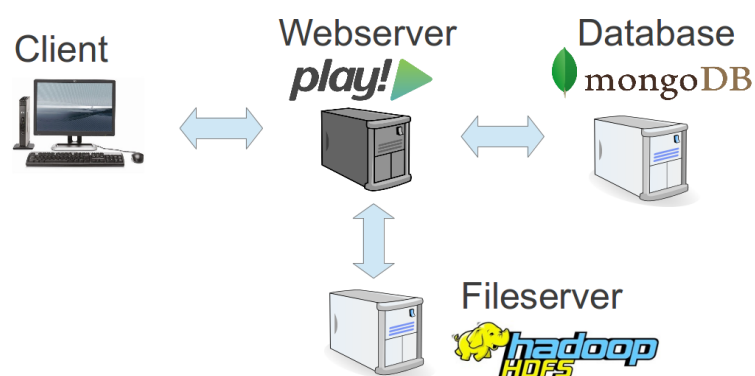 Client
Webserver
play!
Database
mongoDB
Fileserver
hadoop
HDFS